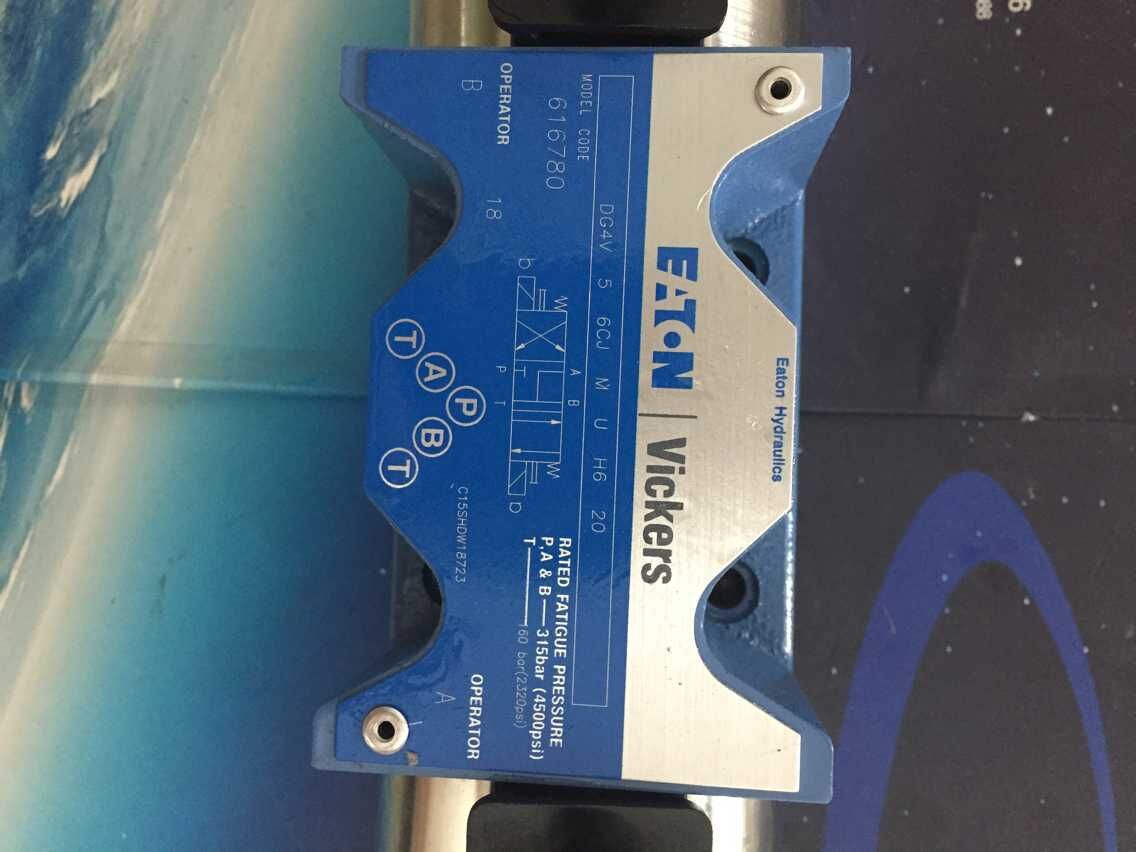 Eaton Hydraulics
EATON | Vickers
DG4V 5 6CJ M U H6 20
MODEL CODE
616780
A B
P T
b
RATED FATIGUE PRESSURE
P,A & B — 315bar (4500psi)
T — 160 bar(2320psi)
OPERATOR
B
18
OPERATOR
A
T A P B T
C15SHDW18723